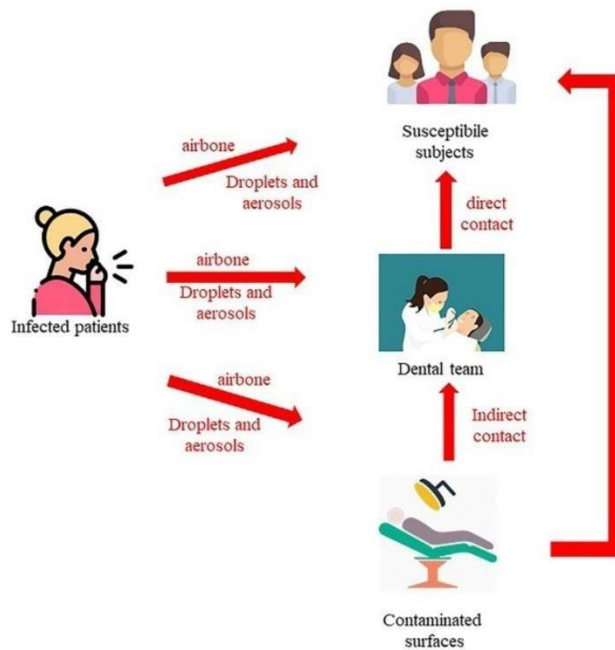 Susceptibile
subjects
airbone
Droplets and
aerosols
direct
contact
airbone
Droplets and
aerosols
Infected patients
Dental team
airbone
Droplets and
aerosols
Indirect
contact
Contaminated
surfaces